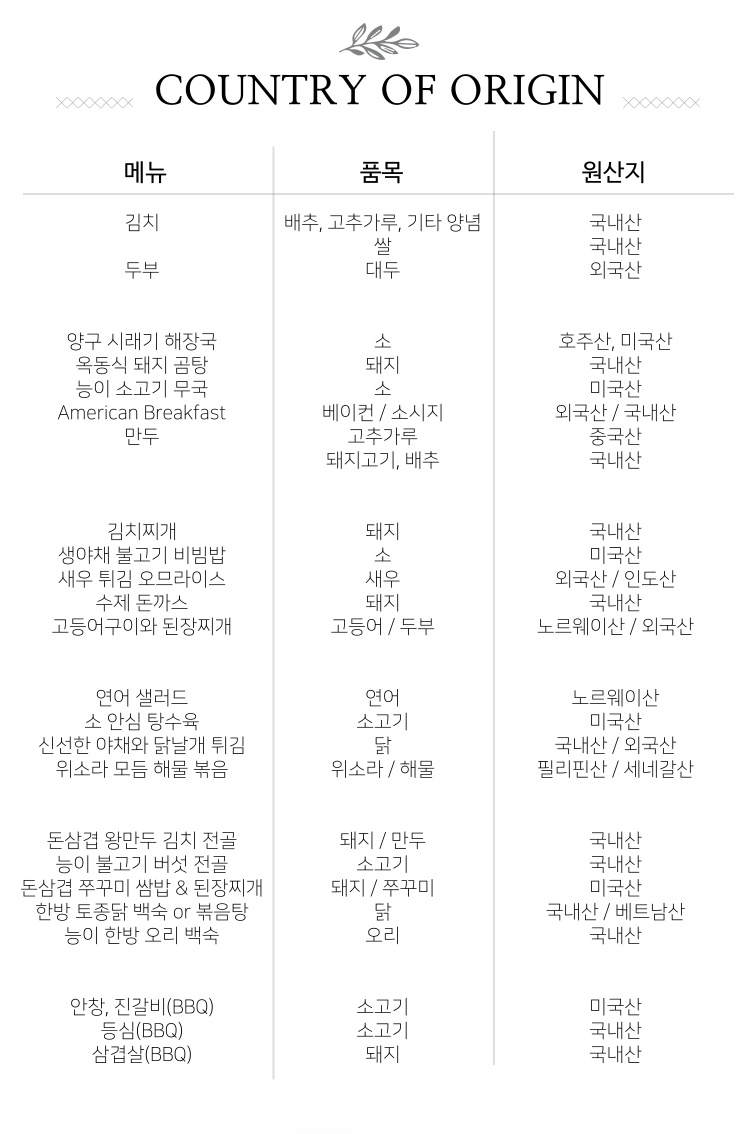 COUNTRY OF ORIGIN
메뉴 품목 원산지
김치 배추, 고추가루, 기타 양념 국내산
쌀 국내산
두부 대두 외국산
양구 시래기 해장국 소 호주산, 미국산
옥동식 돼지 곰탕 돼지 국내산
능이 소고기 무국 소 미국산
American Breakfast 베이컨 / 소시지 외국산 / 국내산
만두 고추가루 중국산
돼지고기, 배추 국내산
김치찌개 돼지 국내산
생야채 불고기 비빔밥 소 미국산
새우 튀김 오므라이스 새우 외국산 / 인도산
수제 돈까스 돼지 국내산
고등어구이와 된장찌개 고등어 / 두부 노르웨이산 / 외국산
연어 샐러드 연어 노르웨이산
소 안심 탕수육 소고기 미국산
신선한 야채와 닭날개 튀김 닭 국내산 / 외국산
위소라 모듬 해물 볶음 위소라 / 해물 필리핀산 / 세네갈산
돈삼겹 왕만두 김치 전골 돼지 / 만두 국내산
능이 불고기 버섯 전골 소고기 국내산
돈삼겹 쭈꾸미 쌈밥 & 된장찌개 돼지 / 쭈꾸미 미국산
한방 토종닭 백숙 or 볶음탕 닭 국내산 / 베트남산
능이 한방 오리 백숙 오리 국내산
안창, 진갈비(BBQ) 소고기 미국산
등심(BBQ) 소고기 국내산
삼겹살(BBQ) 돼지 국내산